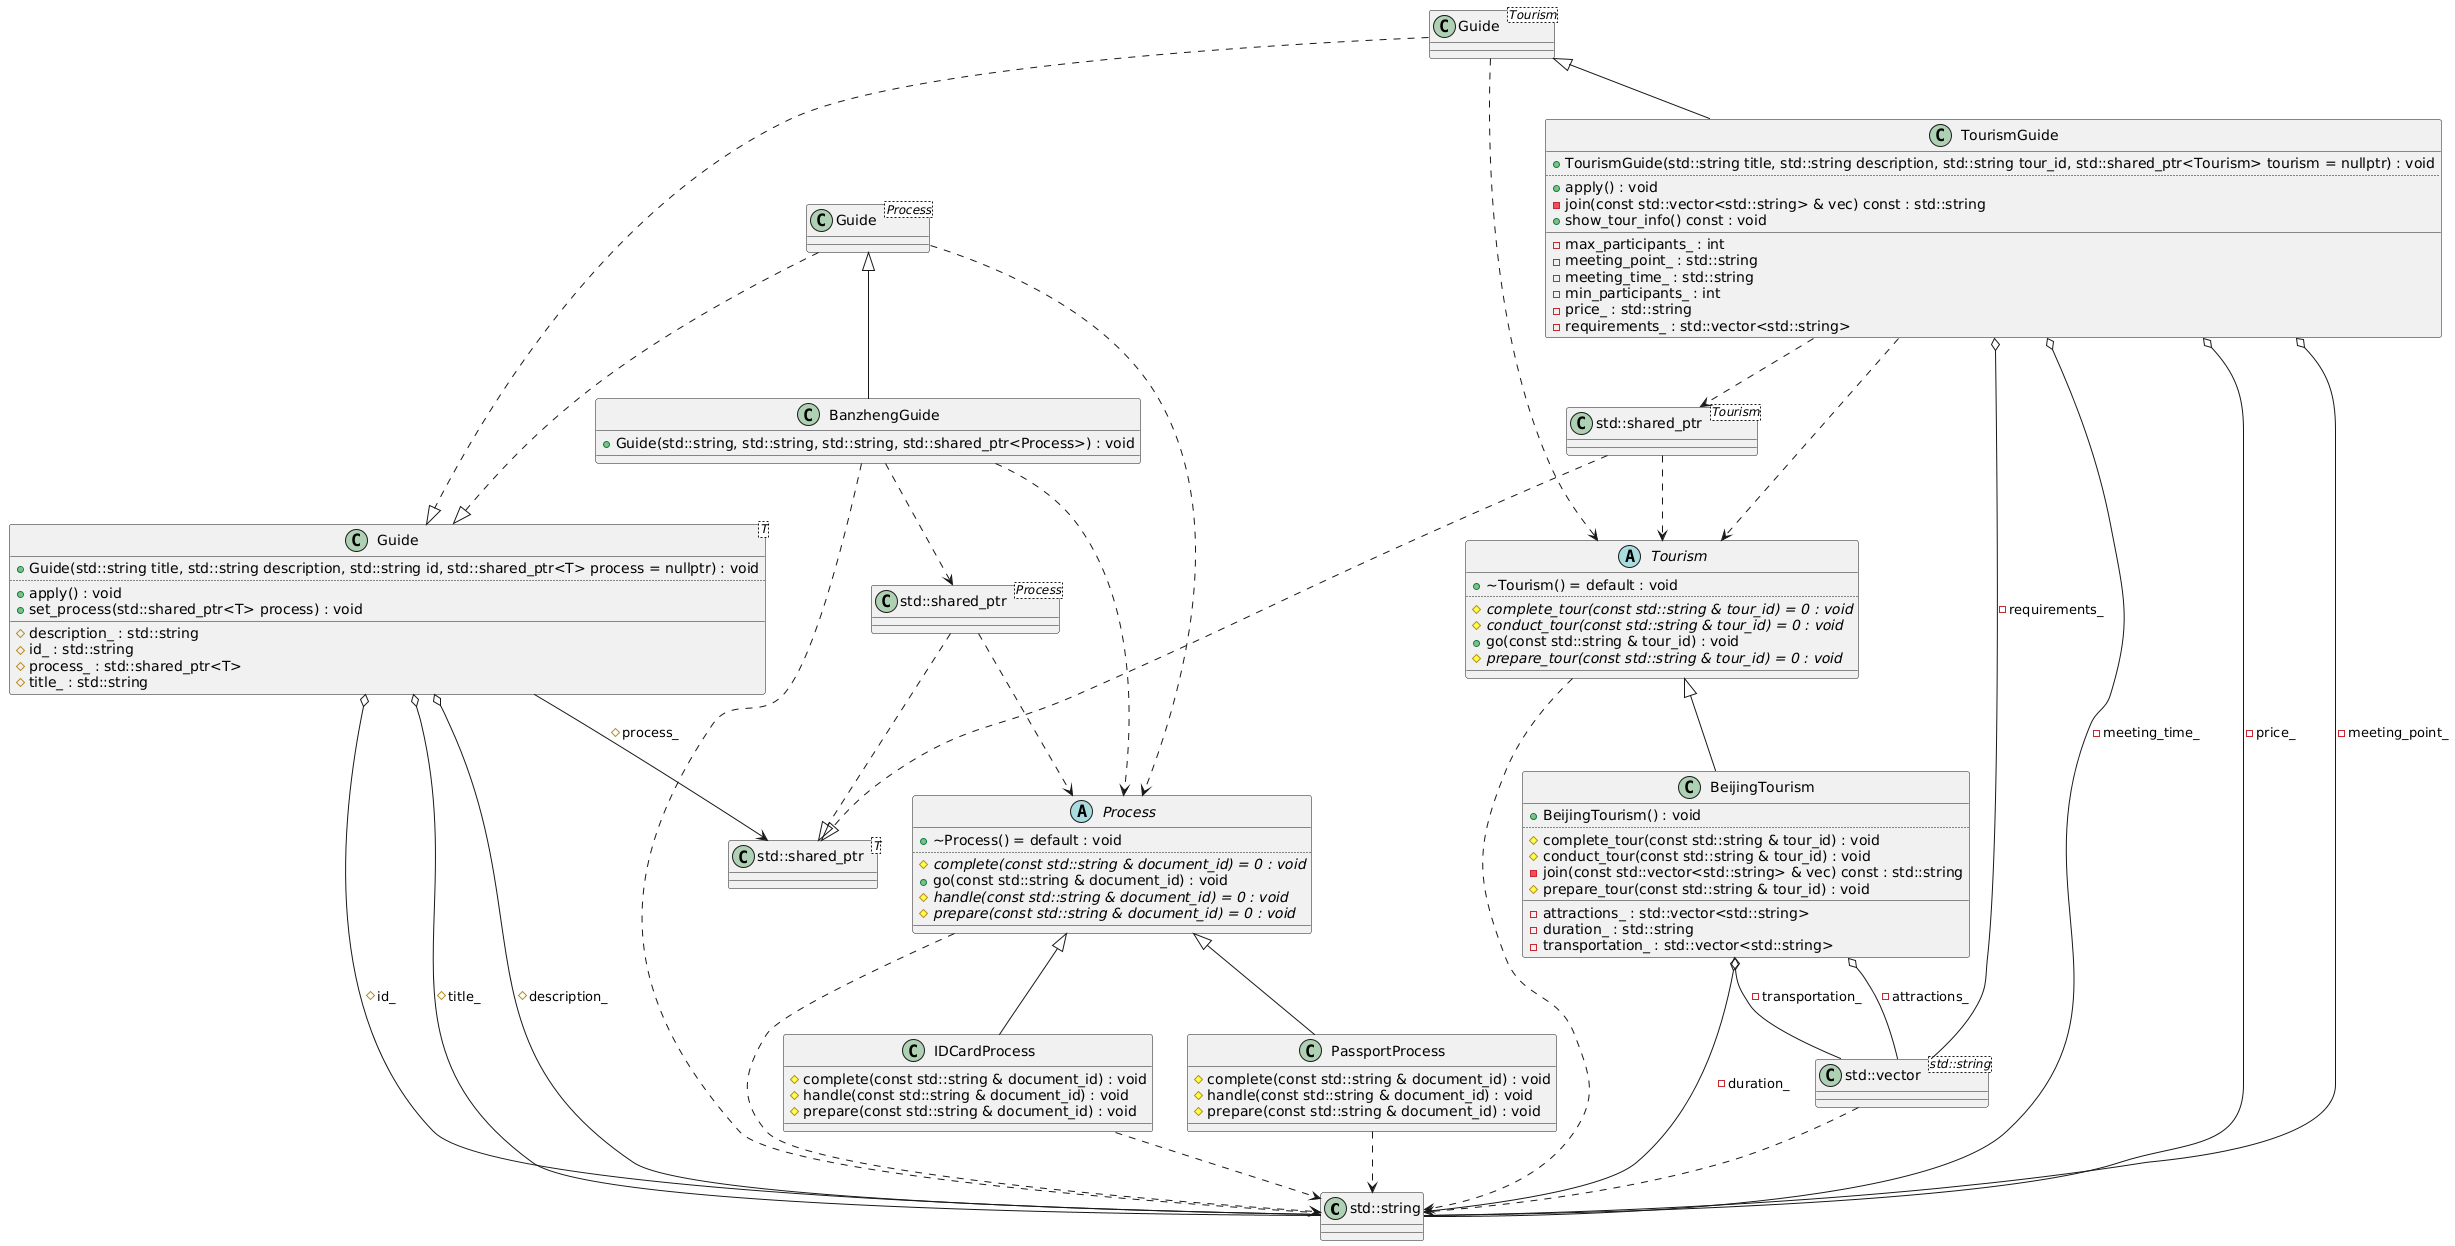 C Guide Tourism
C TourismGuide
TourismGuide(std::string title, std::string description, std::string tour_id, std::shared_ptr<Tourism> tourism = nullptr) : void
apply() : void
join(const std::vector<std::string> & vec) const : std::string
show_tour_info() const : void
max_participants_ : int
meeting_point_ : std::string
meeting_time_ : std::string
min_participants_ : int
price_ : std::string
requirements_ : std::vector<std::string>
C Guide Process
C BanzhengGuide
Guide(std::string, std::string, std::string, std::shared_ptr<Process>) : void
C std::shared_ptr Tourism
C Guide T
Guide(std::string title, std::string description, std::string id, std::shared_ptr<T> process = nullptr) : void
apply() : void
set_process(std::shared_ptr<T> process) : void
description_ : std::string
id_ : std::string
process_ : std::shared_ptr<T>
title_ : std::string
C std::shared_ptr Process
A Tourism
~Tourism() = default : void
complete_tour(const std::string & tour_id) = 0 : void
conduct_tour(const std::string & tour_id) = 0 : void
go(const std::string & tour_id) : void
prepare_tour(const std::string & tour_id) = 0 : void
requirements_
process_
meeting_time_
price_
meeting_point_
C std::shared_ptr T
A Process
~Process() = default : void
complete(const std::string & document_id) = 0 : void
go(const std::string & document_id) : void
handle(const std::string & document_id) = 0 : void
prepare(const std::string & document_id) = 0 : void
C BeijingTourism
BeijingTourism() : void
complete_tour(const std::string & tour_id) : void
conduct_tour(const std::string & tour_id) : void
join(const std::vector<std::string> & vec) const : std::string
prepare_tour(const std::string & tour_id) : void
attractions_ : std::vector<std::string>
duration_ : std::string
transportation_ : std::vector<std::string>
id_
title_
description_
transportation_
attractions_
C IDCardProcess
complete(const std::string & document_id) : void
handle(const std::string & document_id) : void
prepare(const std::string & document_id) : void
C PassportProcess
complete(const std::string & document_id) : void
handle(const std::string & document_id) : void
prepare(const std::string & document_id) : void
duration_
C std::vector std::string
C std::string